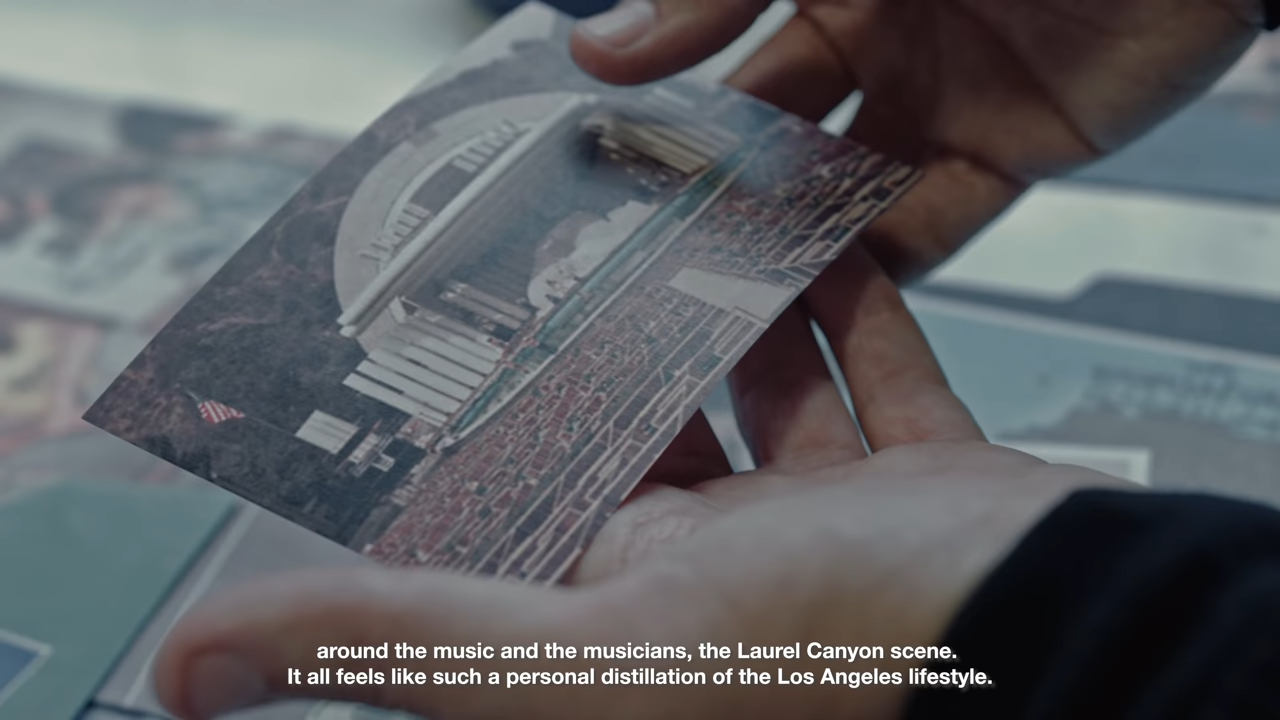 around the music and the musicians, the Laurel Canyon scene.
It all feels like such a personal distillation of the Los Angeles lifestyle.